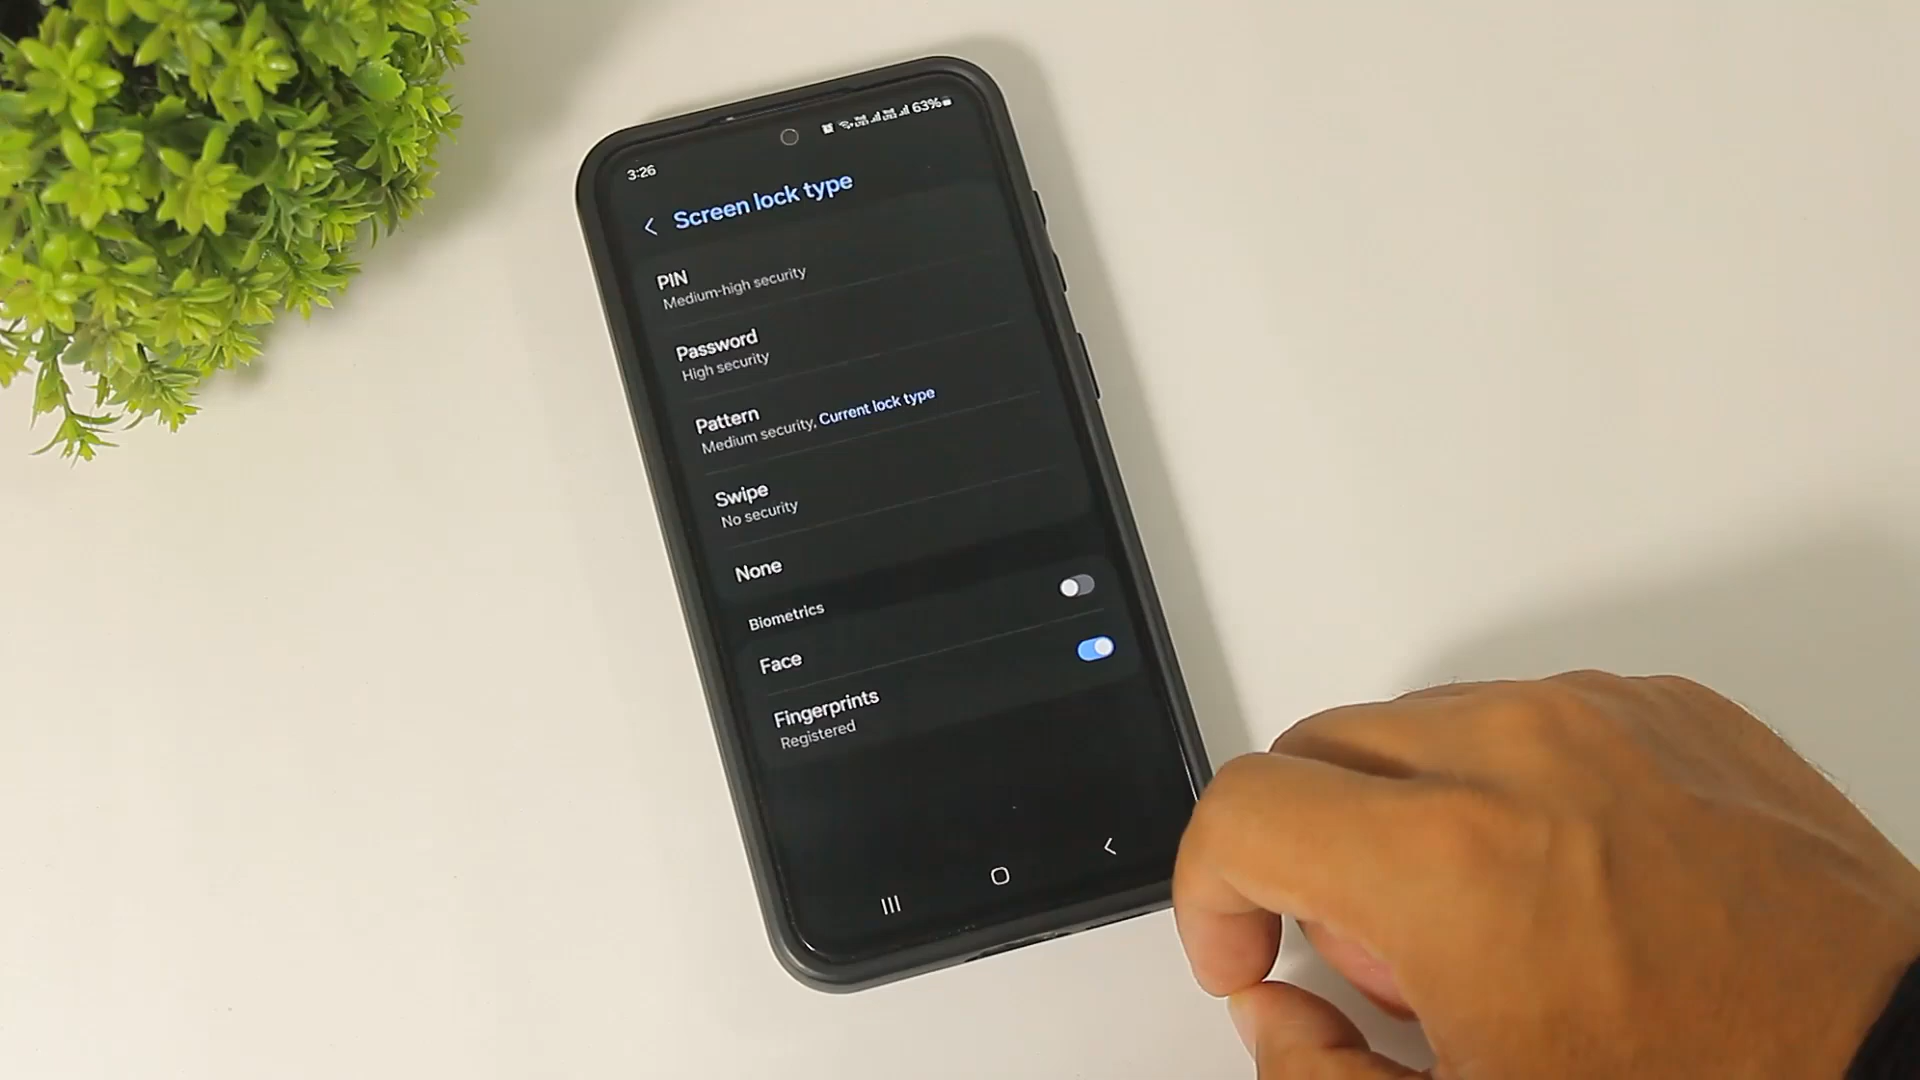 3:26
63%
Screen lock type
PIN
Medium-high security
Password
High security
Pattern
Medium security, Current lock type
Swipe
No security
None
Biometrics
Face
Fingerprints
Registered